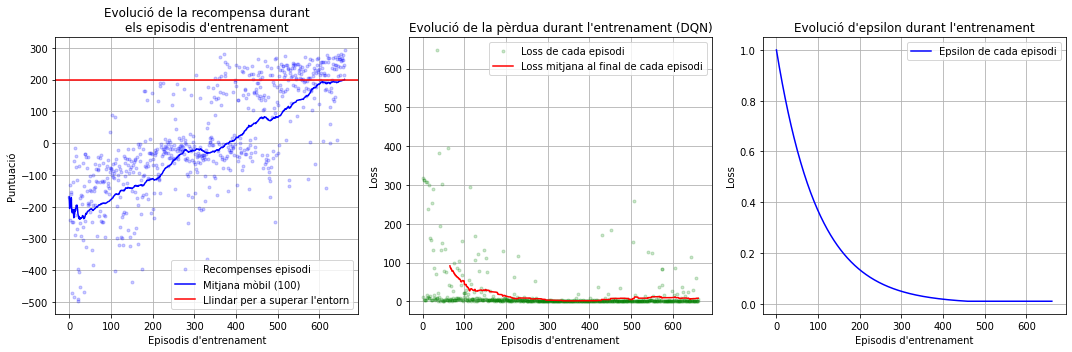 Evolució de la recompensa durant
els episodis d'entrenament
300
200
100
0
−100
−200
−300
−400
−500
Puntuació
Recompenses episodi
Mitjana mòbil (100)
Llindar per a superar l'entorn
0 100 200 300 400 500 600
Episodis d'entrenament
Evolució de la pèrdua durant l'entrenament (DQN)
Loss de cada episodi
Loss mitjana al final de cada episodi
600
500
400
300
200
100
0
Loss
0 100 200 300 400 500 600
Episodis d'entrenament
Evolució d'epsilon durant l'entrenament
Epsilon de cada episodi
1.0
0.8
0.6
0.4
0.2
0.0
Loss
0 100 200 300 400 500 600
Episodis d'entrenament